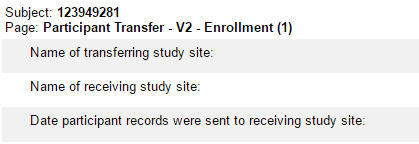 Subject: 123949281
Page: Participant Transfer - V2 - Enrollment (1)
Name of transferring study site:
Name of receiving study site:
Date participant records were sent to receiving study site: